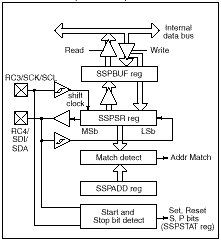 Internal
data bus
Read
Write
SSPBUF reg
RC3/SCK/SCL
shift
clock
SSPSR reg
RC4/
SDI/
SDA
MSb
LSb
Match detect
Addr Match
SSPADD reg
Start and
Stop bit detect
Set, Reset
S, P bits
(SSPSTAT reg)